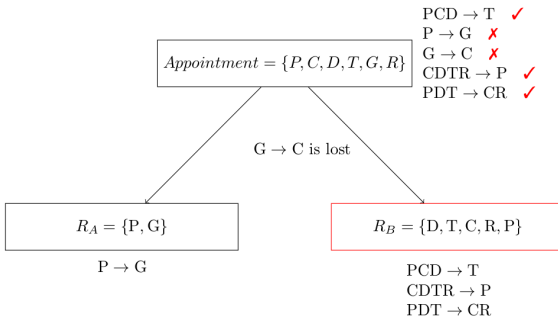 PCD → T ✓
P → G ✗
G → C ✗
CDTR → P ✓
PDT → CR ✓
Appointment = {P, C, D, T, G, R}
G → C is lost
R_A = {P, G}
R_B = {D, T, C, R, P}
P → G
PCD → T
CDTR → P
PDT → CR